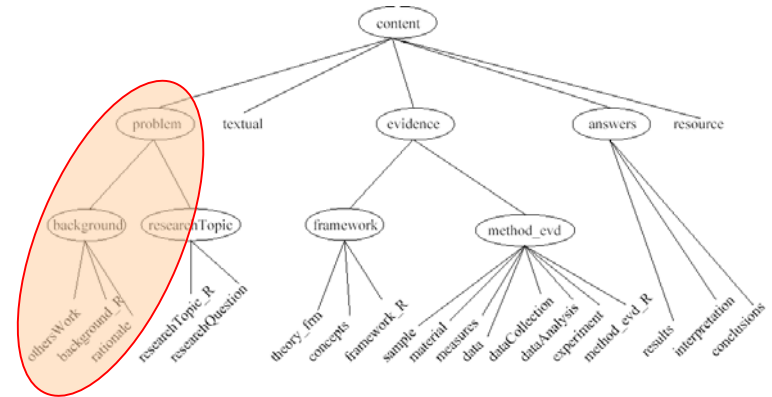 content
problem
textual
evidence
answers
resource
background
researchTopic
framework
method_evd
othersWork
background_R
rationale
researchTopic_R
researchQuestion
theory_frm
concepts
framework_R
sample
material
measures
data
dataCollection
dataAnalysis
experiment
method_evd_R
results
interpretation
conclusions